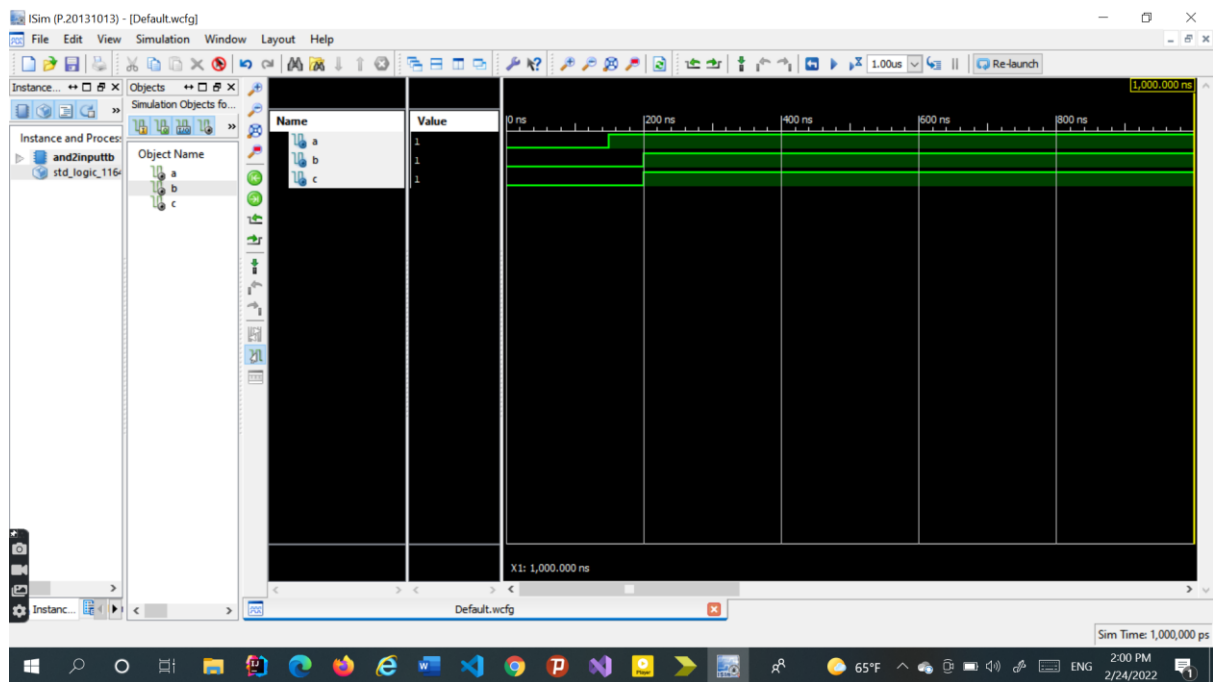 ISim (P.20131013) - [Default.wcfg]
File Edit View Simulation Window Layout Help
1.00us Re-launch
Instance... Objects
Simulation Objects fo...
Instance and Proces
and2inputtb
std_logic_116
Object Name
a
b
c
Name Value
a 1
b 1
c 1
1,000.000 ns
0 ns 200 ns 400 ns 600 ns 800 ns
X1: 1,000.000 ns
Instanc... Default.wcfg
Sim Time: 1,000,000 ps
65°F ENG 2:00 PM
2/24/2022